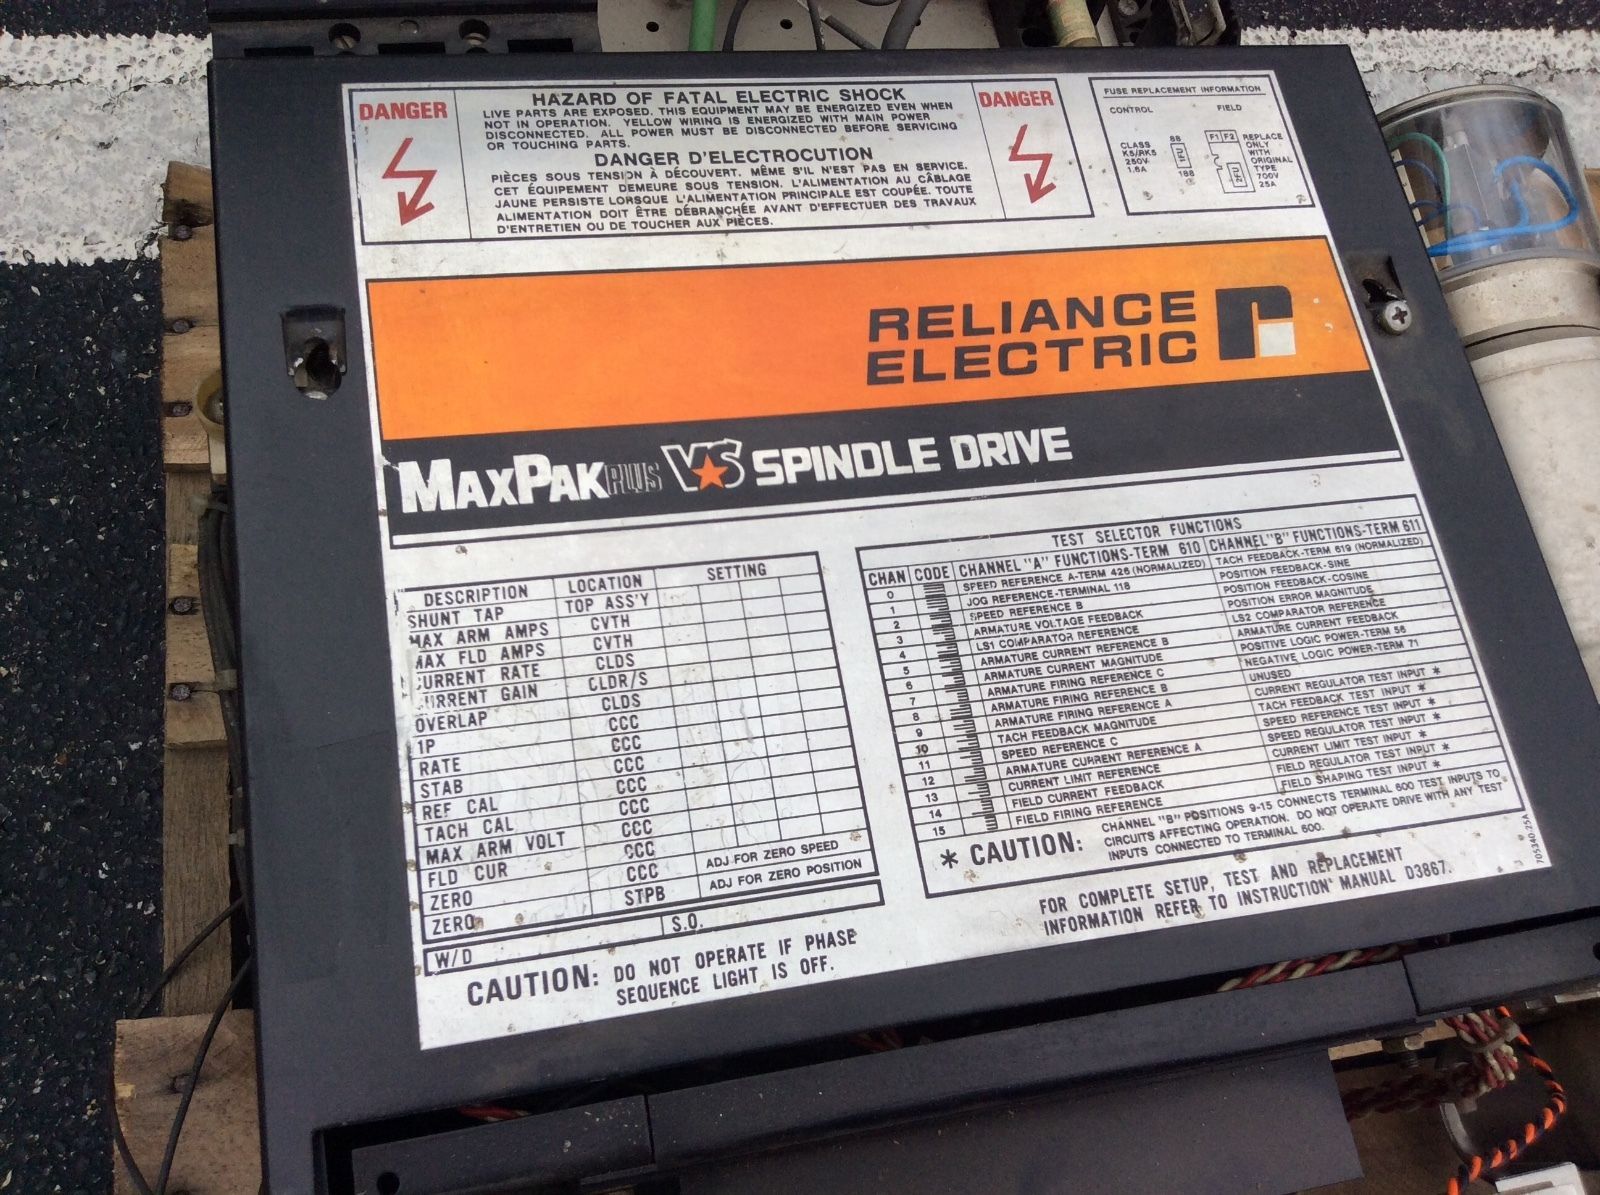 DANGER
HAZARD OF FATAL ELECTRIC SHOCK
LIVE PARTS ARE EXPOSED. THIS EQUIPMENT MAY BE ENERGIZED EVEN WHEN
NOT IN OPERATION. YELLOW WIRING IS ENERGIZED WITH MAIN POWER
DISCONNECTED. ALL POWER MUST BE DISCONNECTED BEFORE SERVICING
OR TOUCHING PARTS.
DANGER D'ELECTROCUTION
PIÈCES SOUS TENSION À DÉCOUVERT. MÊME S'IL N'EST PAS EN SERVICE.
CET ÉQUIPEMENT DEMEURE SOUS TENSION. L'ALIMENTATION AU CÂBLAGE
JAUNE PERSISTE LORSQUE L'ALIMENTATION PRINCIPALE EST COUPÉE. TOUTE
ALIMENTATION DOIT ÊTRE DÉBRANCHÉE AVANT D'EFFECTUER DES TRAVAUX
D'ENTRETIEN OU DE TOUCHER AUX PIÈCES.
DANGER
FUSE REPLACEMENT INFORMATION
CONTROL FIELD
CLASS
K5/RK5
250V
1.6A
88
1FU
188
F1 F2
2FU
REPLACE
ONLY
WITH
ORIGINAL
TYPE
700V
25A
RELIANCE
ELECTRIC
MAXPAK PLUS VS SPINDLE DRIVE
DESCRIPTION LOCATION SETTING
SHUNT TAP TOP ASS'Y
MAX ARM AMPS CVTH
MAX FLD AMPS CVTH
CURRENT RATE CLDS
CURRENT GAIN CLDR/S
OVERLAP CLDS
1P CCC
RATE CCC
STAB CCC
REF CAL CCC
TACH CAL CCC
MAX ARM VOLT CCC
FLD CUR CCC
ZERO CCC ADJ FOR ZERO SPEED
ZERO STPB ADJ FOR ZERO POSITION
W/D S.O.
CAUTION: DO NOT OPERATE IF PHASE
SEQUENCE LIGHT IS OFF.
TEST SELECTOR FUNCTIONS
CHAN CODE CHANNEL "A" FUNCTIONS-TERM 610 CHANNEL "B" FUNCTIONS-TERM 611
0 SPEED REFERENCE A-TERM 426 (NORMALIZED) TACH FEEDBACK-TERM 619 (NORMALIZED)
1 JOG REFERENCE-TERMINAL 118 POSITION FEEDBACK-SINE
2 SPEED REFERENCE B POSITION FEEDBACK-COSINE
3 ARMATURE VOLTAGE FEEDBACK POSITION ERROR MAGNITUDE
4 LS1 COMPARATOR REFERENCE LS2 COMPARATOR REFERENCE
5 ARMATURE CURRENT REFERENCE B ARMATURE CURRENT FEEDBACK
6 ARMATURE CURRENT MAGNITUDE POSITIVE LOGIC POWER-TERM 56
7 ARMATURE FIRING REFERENCE C NEGATIVE LOGIC POWER-TERM 71
8 ARMATURE FIRING REFERENCE B UNUSED
9 ARMATURE FIRING REFERENCE A CURRENT REGULATOR TEST INPUT *
10 TACH FEEDBACK MAGNITUDE TACH FEEDBACK TEST INPUT *
11 SPEED REFERENCE C SPEED REFERENCE TEST INPUT *
12 ARMATURE CURRENT REFERENCE A SPEED REGULATOR TEST INPUT *
13 CURRENT LIMIT REFERENCE CURRENT LIMIT TEST INPUT *
14 FIELD CURRENT FEEDBACK FIELD REGULATOR TEST INPUT *
15 FIELD FIRING REFERENCE FIELD SHAPING TEST INPUT *
* CAUTION: CHANNEL "B" POSITIONS 9-15 CONNECTS TERMINAL 600 TEST INPUTS TO
CIRCUITS AFFECTING OPERATION. DO NOT OPERATE DRIVE WITH ANY TEST
INPUTS CONNECTED TO TERMINAL 600.
FOR COMPLETE SETUP, TEST AND REPLACEMENT
INFORMATION REFER TO INSTRUCTION MANUAL D3867.
705340-25A